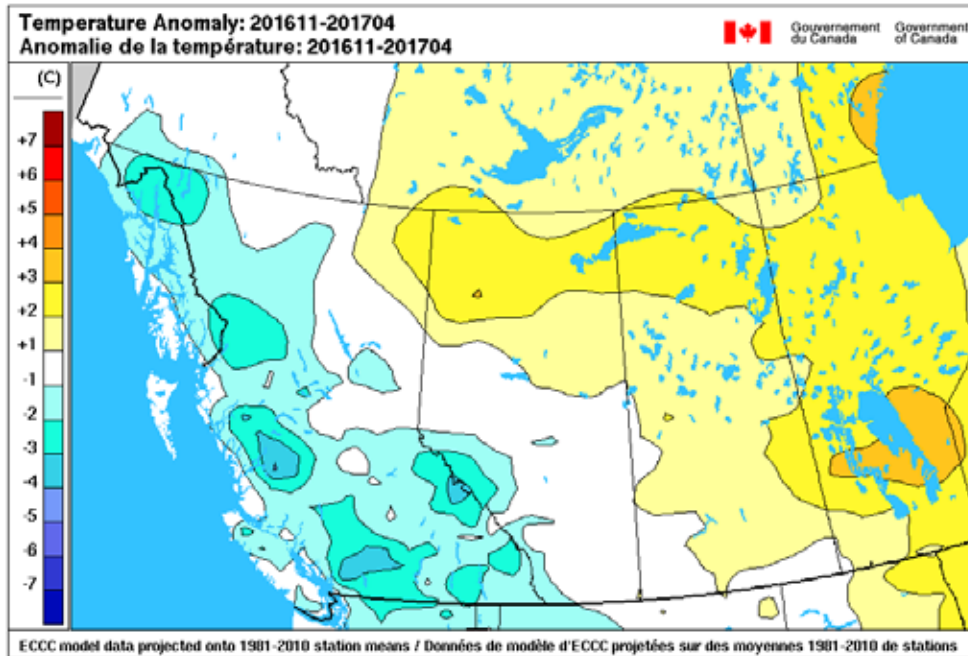 Temperature Anomaly: 201611-201704
Anomalie de la température: 201611-201704
Gouvernement du Canada
Government of Canada
(C)
+7
+6
+5
+4
+3
+2
+1
-1
-2
-3
-4
-5
-6
-7
ECCC model data projected onto 1981-2010 station means / Données de modèle d'ECCC projetées sur des moyennes 1981-2010 de stations